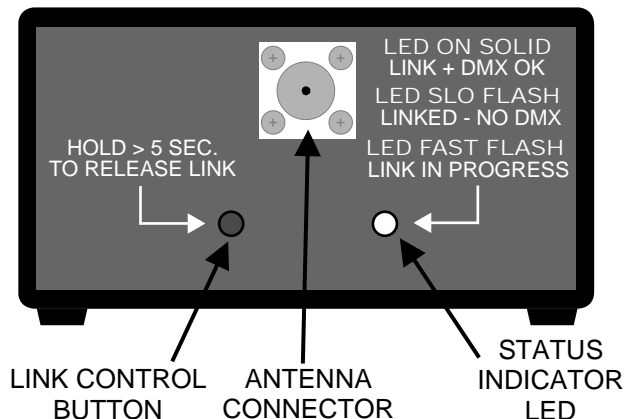 LED ON SOLID
LINK + DMX OK
LED SLO FLASH
LINKED - NO DMX
LED FAST FLASH
LINK IN PROGRESS
HOLD > 5 SEC.
TO RELEASE LINK
LINK CONTROL
BUTTON
ANTENNA
CONNECTOR
STATUS
INDICATOR
LED